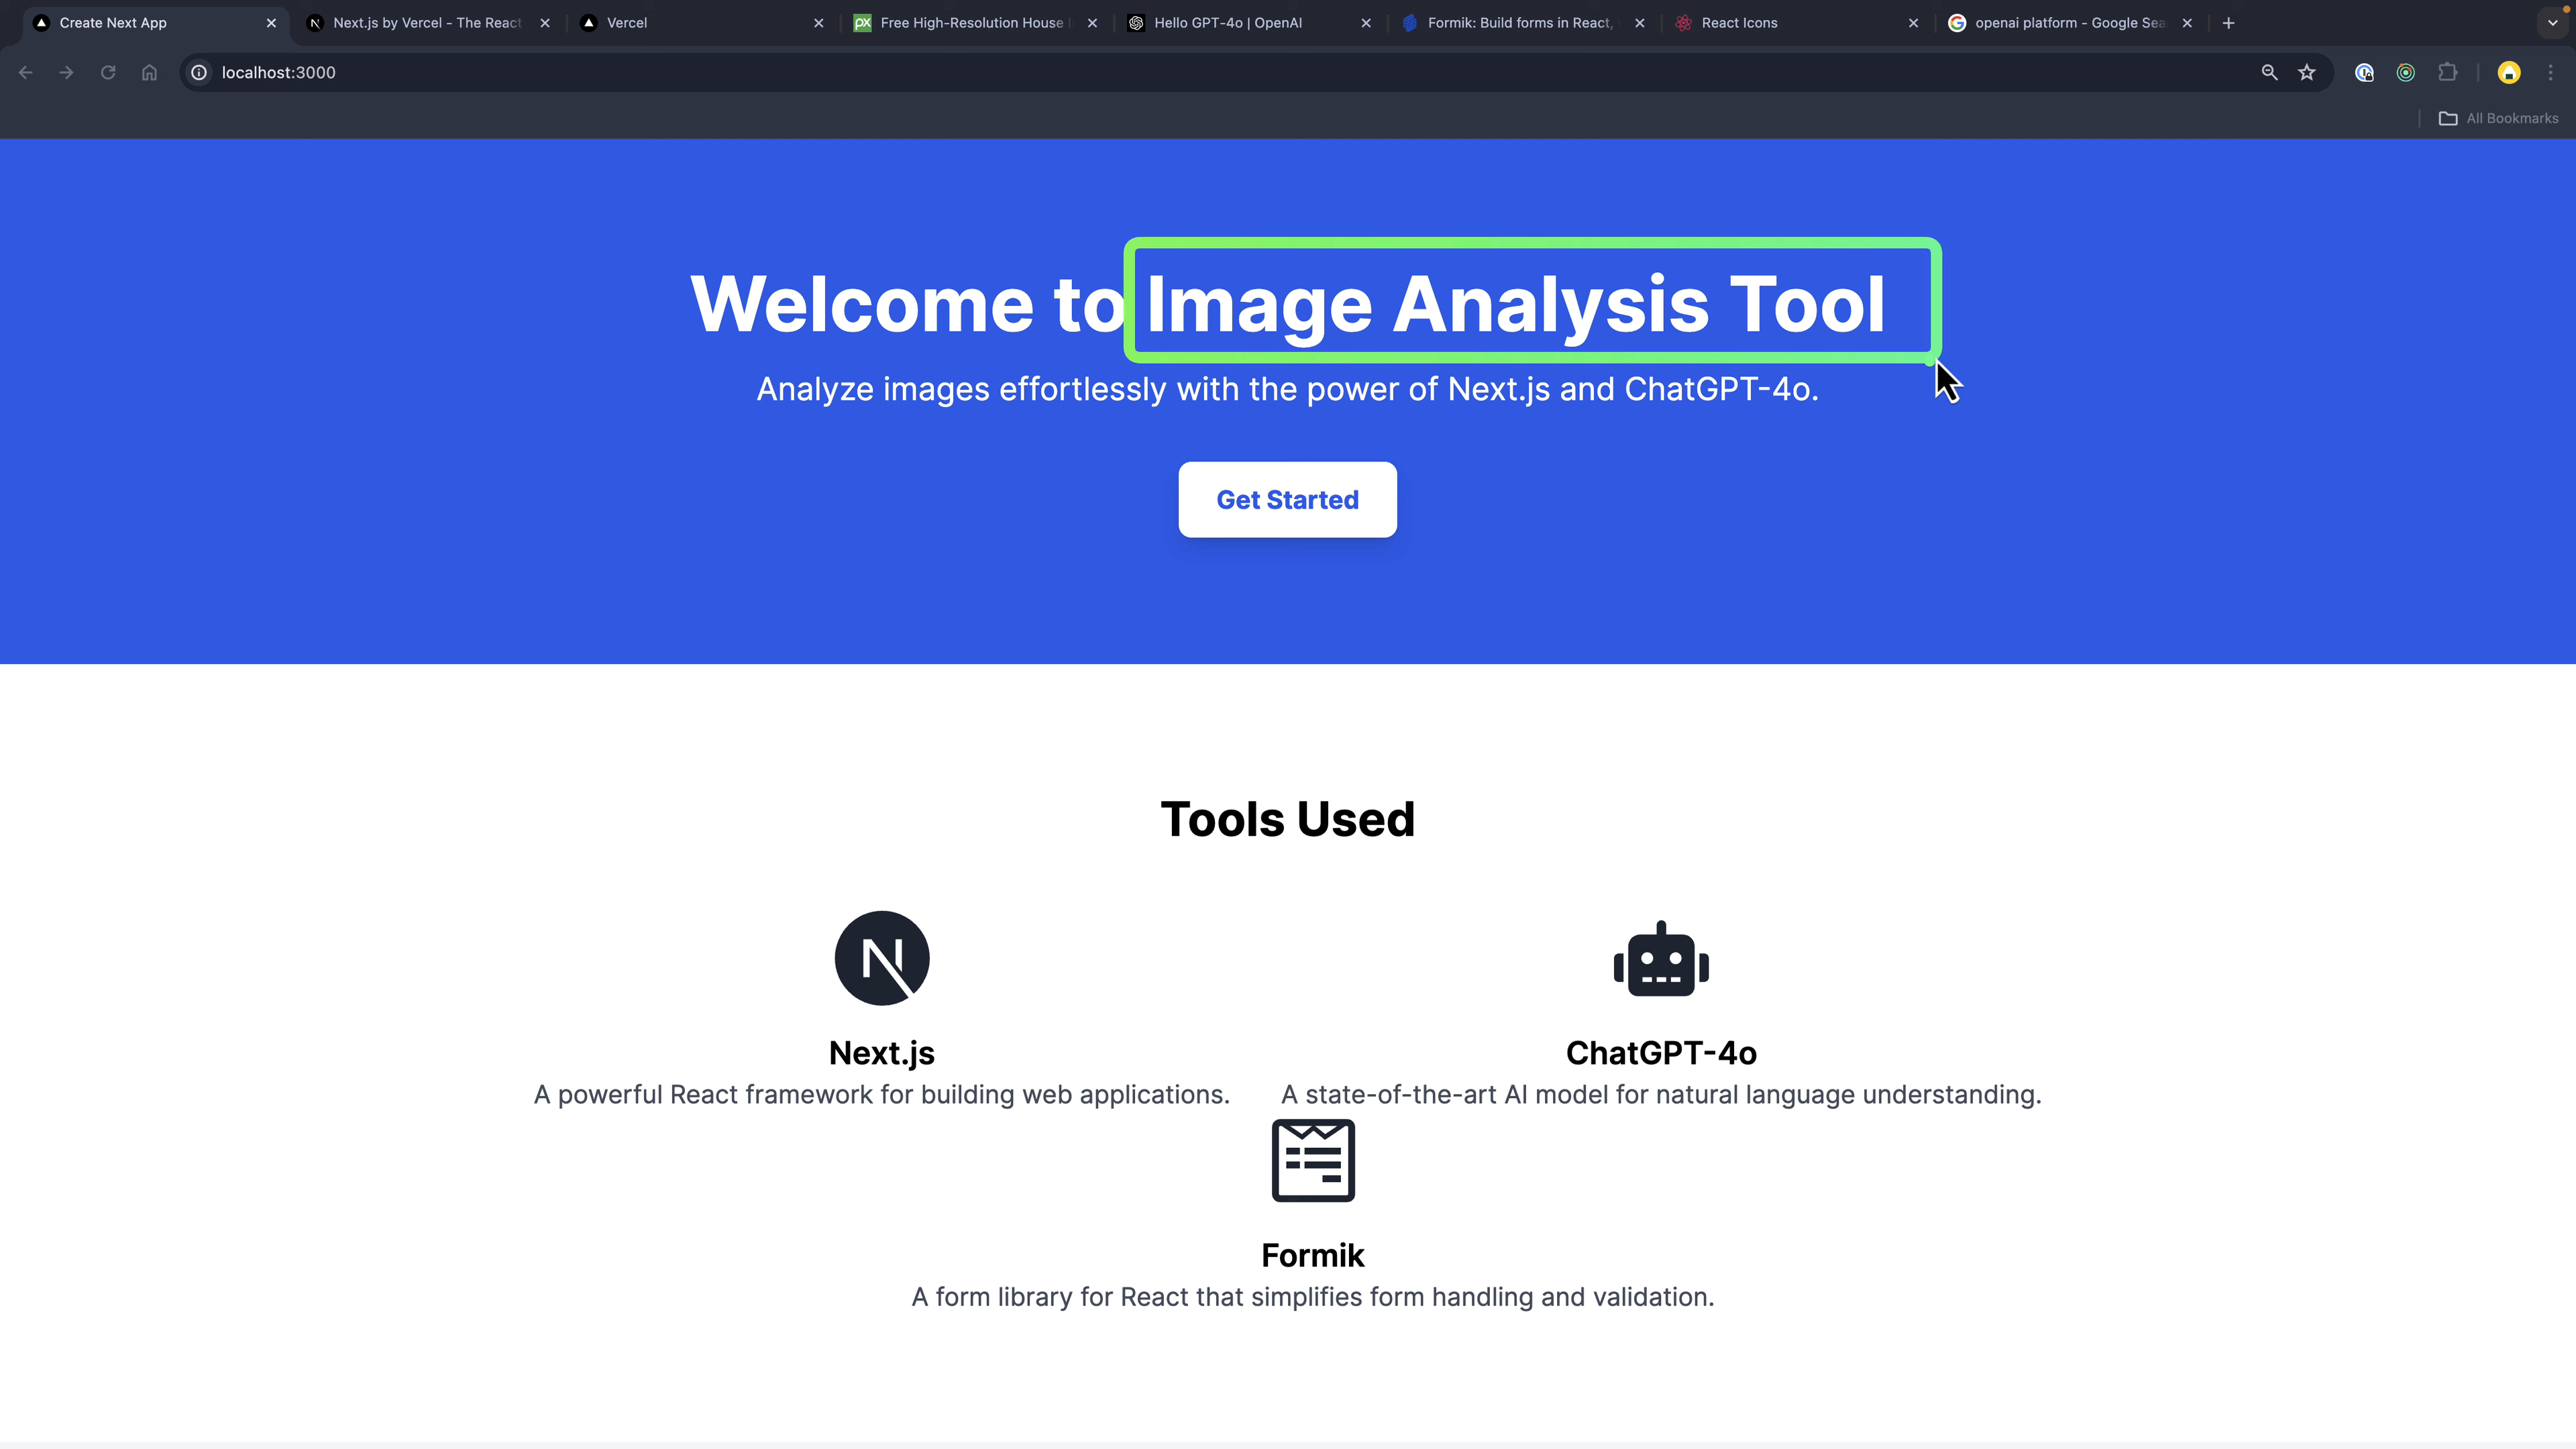 Create Next App
Next.js by Vercel - The React
Vercel
Free High-Resolution House
Hello GPT-4o | OpenAI
Formik: Build forms in React,
React Icons
openai platform - Google Sea
localhost:3000
All Bookmarks
Welcome to Image Analysis Tool
Analyze images effortlessly with the power of Next.js and ChatGPT-4o.
Get Started
Tools Used
Next.js
A powerful React framework for building web applications.
ChatGPT-4o
A state-of-the-art AI model for natural language understanding.
Formik
A form library for React that simplifies form handling and validation.